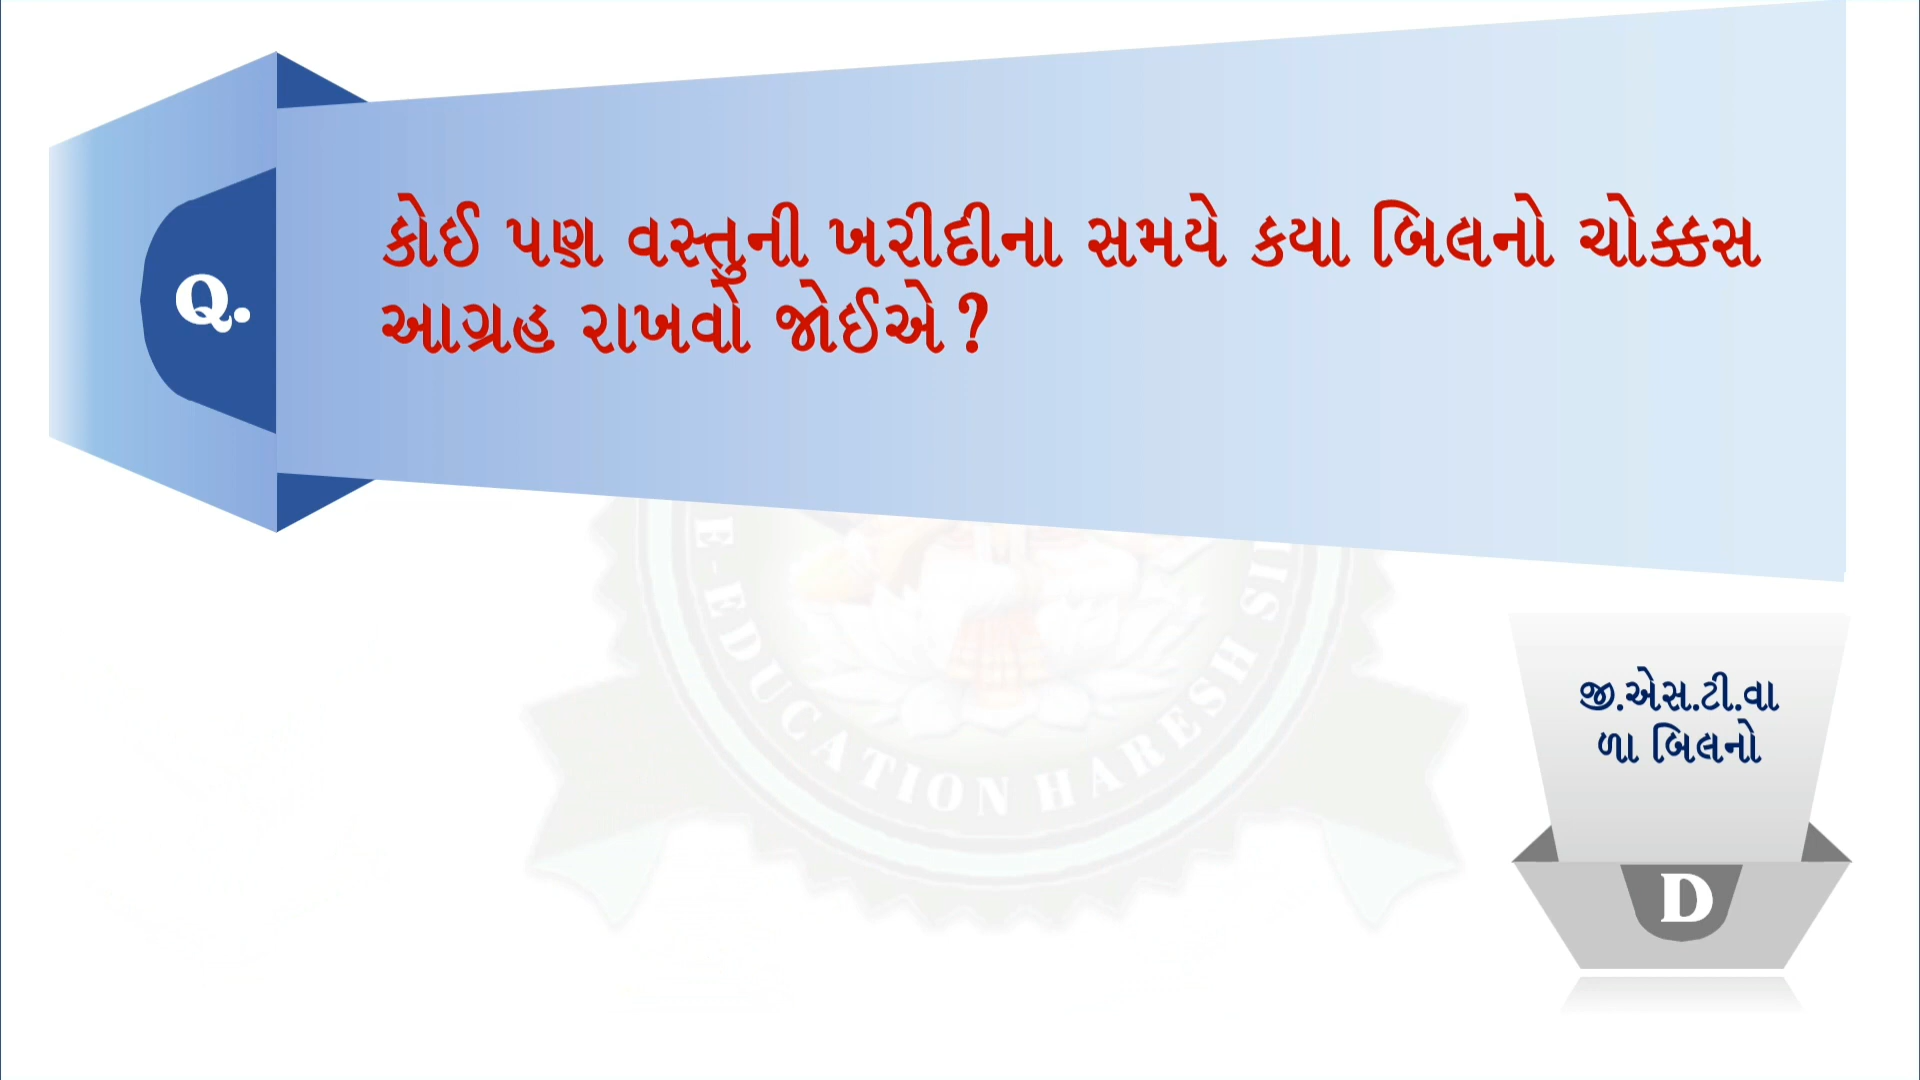 Q.
કોઈ પણ વસ્તુની ખરીદીના સમયે કયા બિલનો ચોક્કસ
આગ્રહ રાખવો જોઈએ ?
જી.એસ.ટી.વા
ળા બિલનો
D
E-EDUCATION HARESH